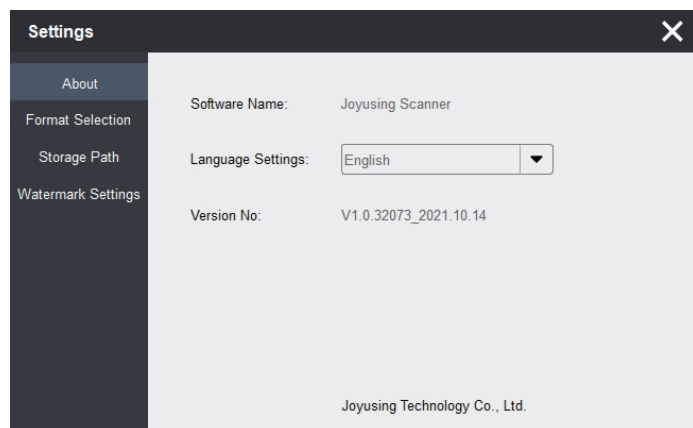 Settings
About
Format Selection
Storage Path
Watermark Settings
Software Name: Joyusing Scanner
Language Settings: English
Version No: V1.0.32073_2021.10.14
Joyusing Technology Co., Ltd.